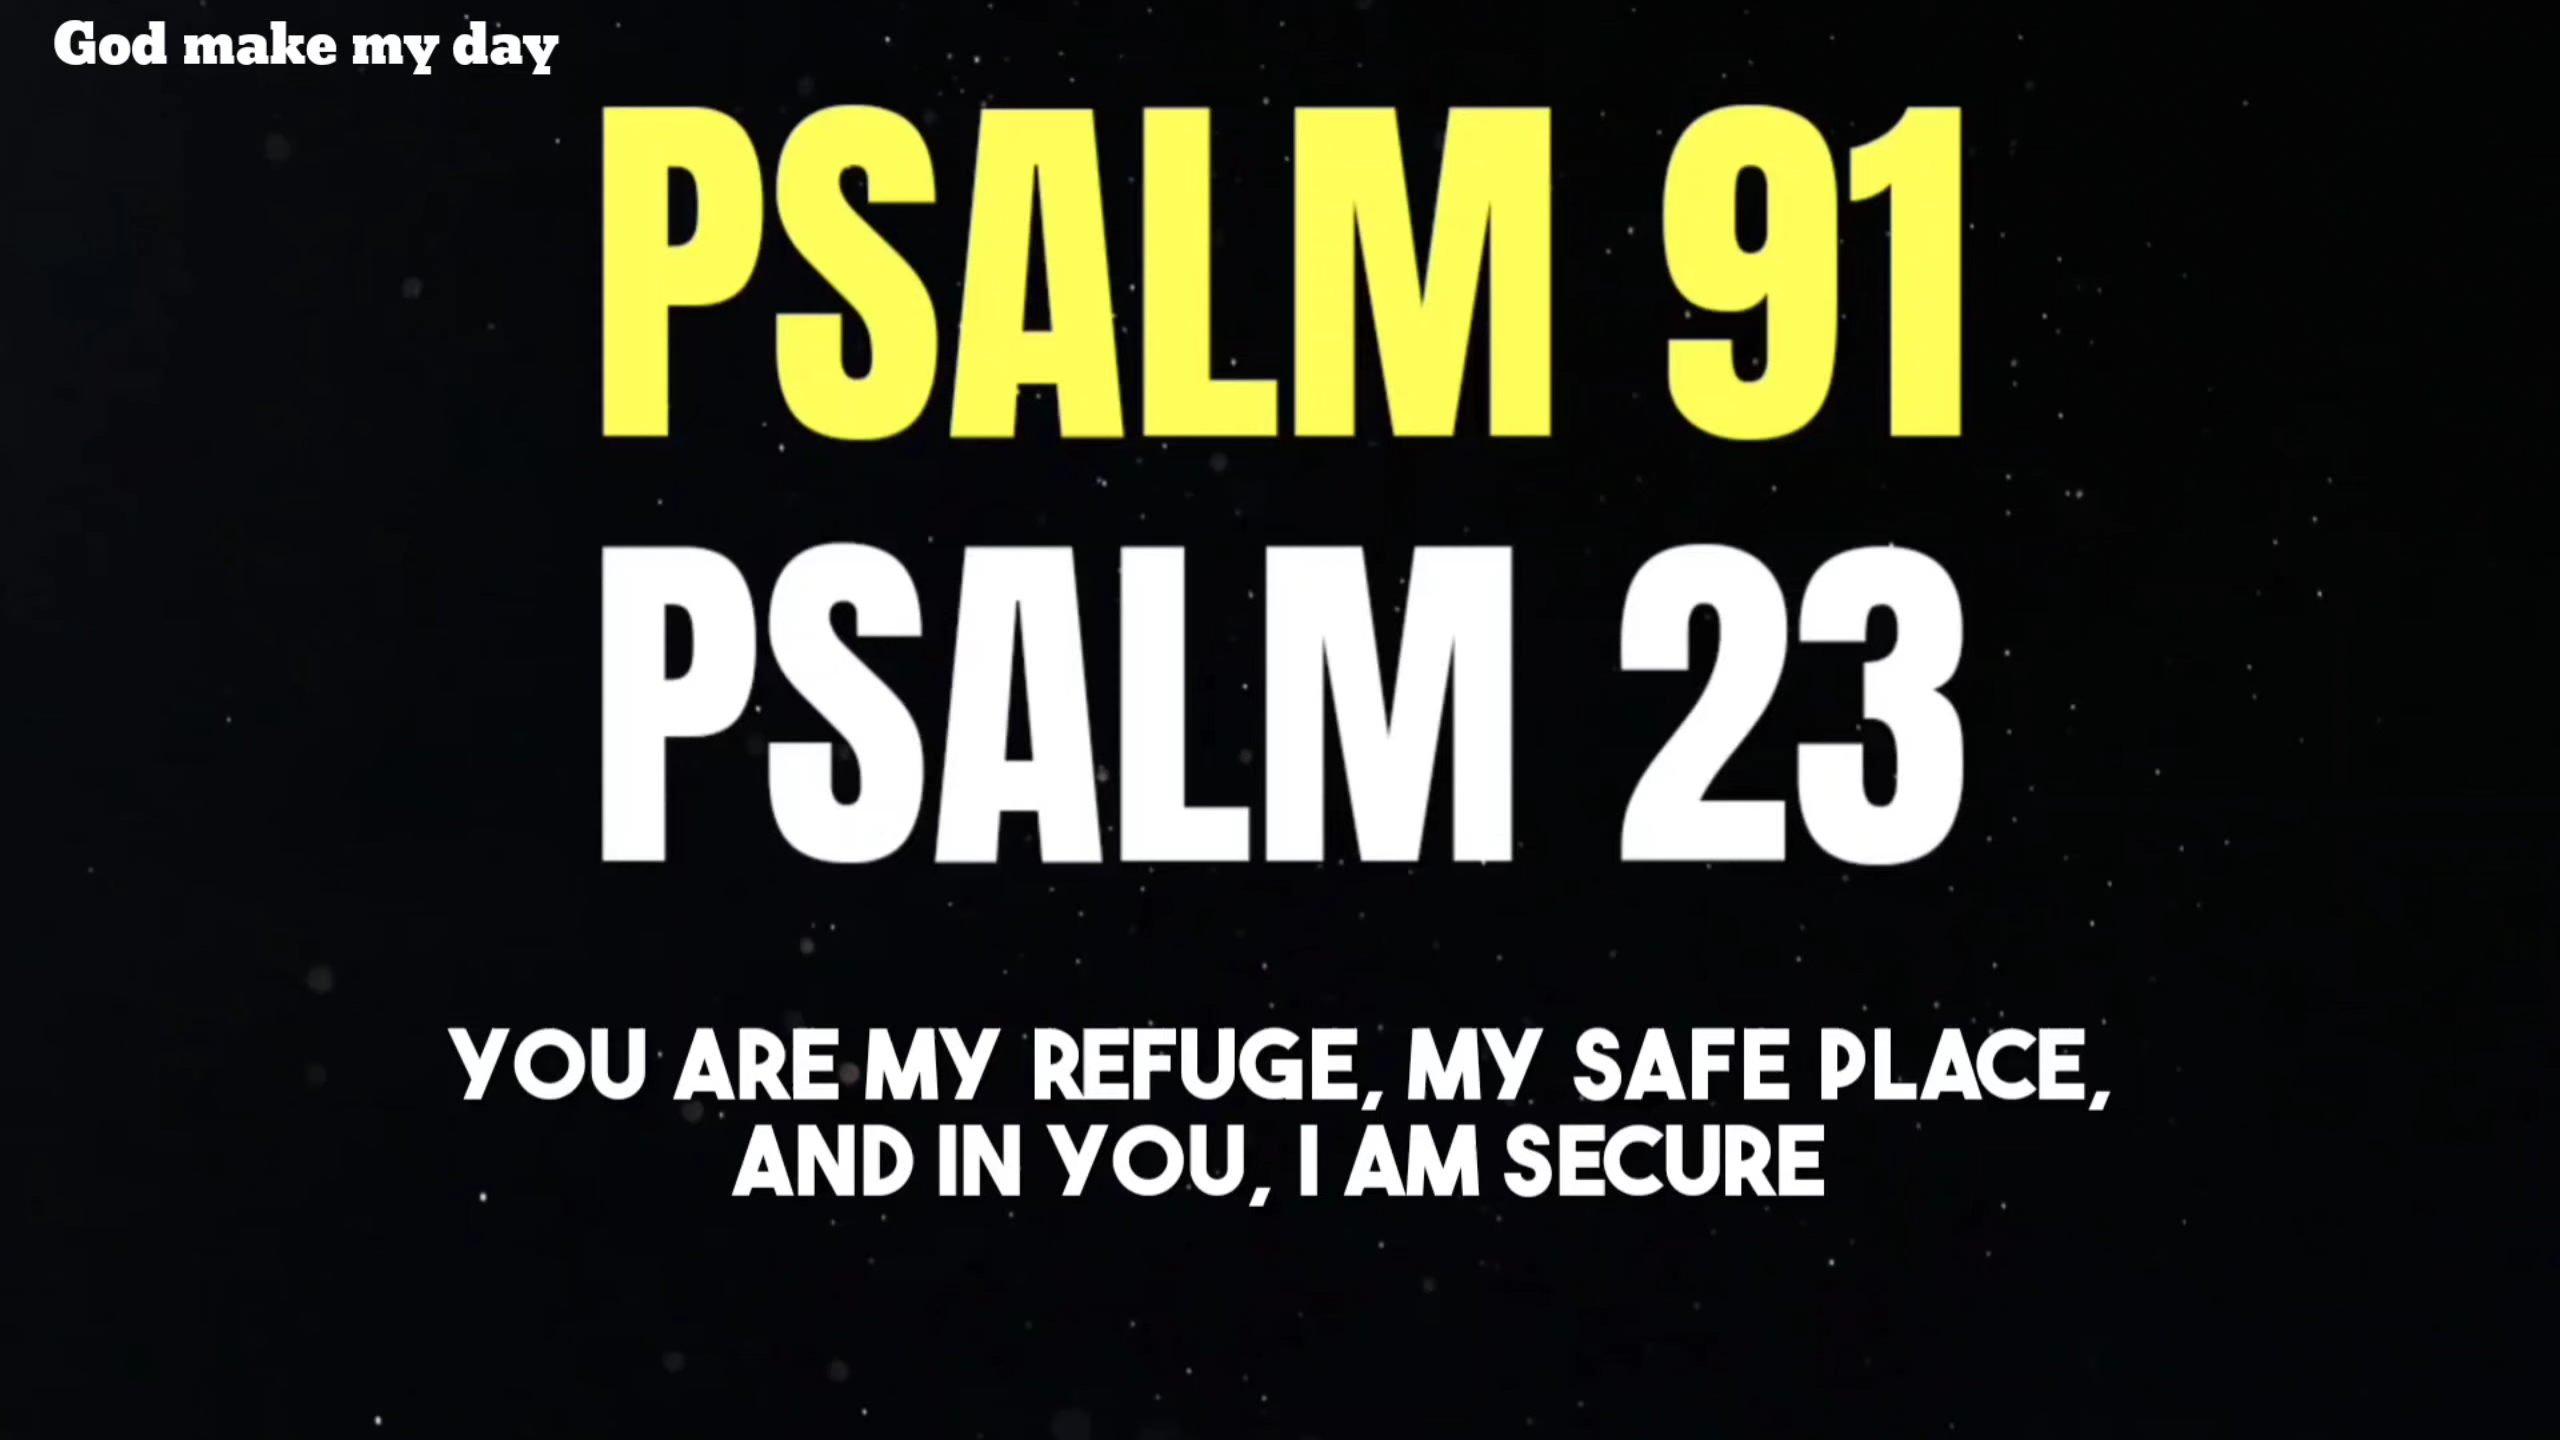 God make my day
PSALM 91
PSALM 23
YOU ARE MY REFUGE, MY SAFE PLACE,
AND IN YOU, I AM SECURE